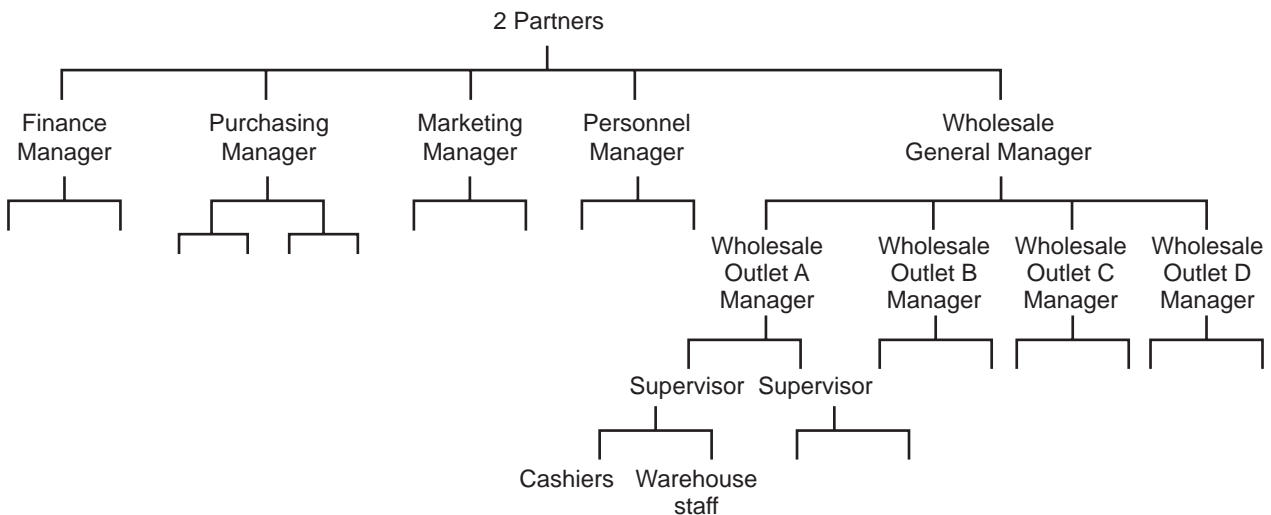 2 Partners
Finance
Manager
Purchasing
Manager
Marketing
Manager
Personnel
Manager
Wholesale
General Manager
Wholesale
Outlet A
Manager
Wholesale
Outlet B
Manager
Wholesale
Outlet C
Manager
Wholesale
Outlet D
Manager
Supervisor
Supervisor
Cashiers
Warehouse
staff